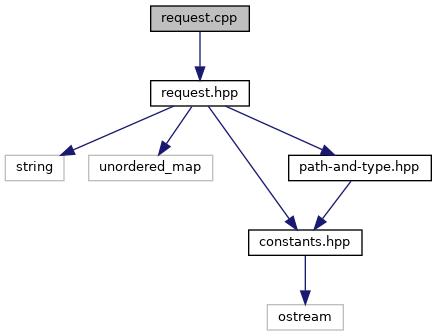 request.cpp
request.hpp
string
unordered_map
path-and-type.hpp
constants.hpp
ostream